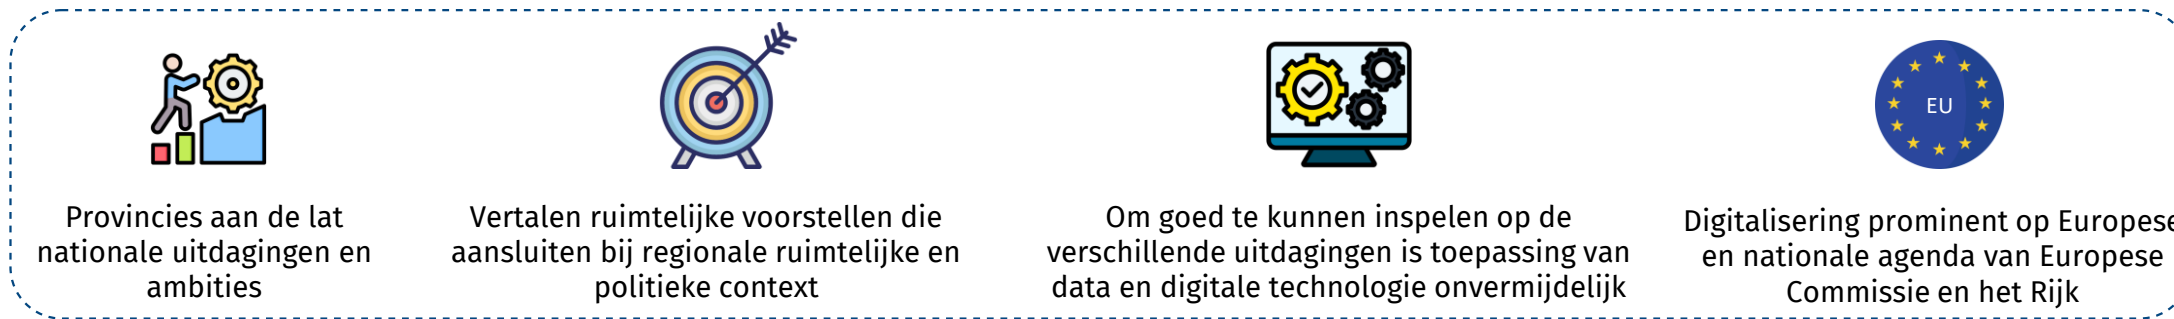 Provincies aan de lat
nationale uitdagingen en
ambities
Vertalen ruimtelijke voorstellen die
aansluiten bij regionale ruimtelijke en
politieke context
Om goed te kunnen inspelen op de
verschillende uitdagingen is toepassing van
data en digitale technologie onvermijdelijk
EU
Digitalisering prominent op Europese
en nationale agenda van Europese
Commissie en het Rijk